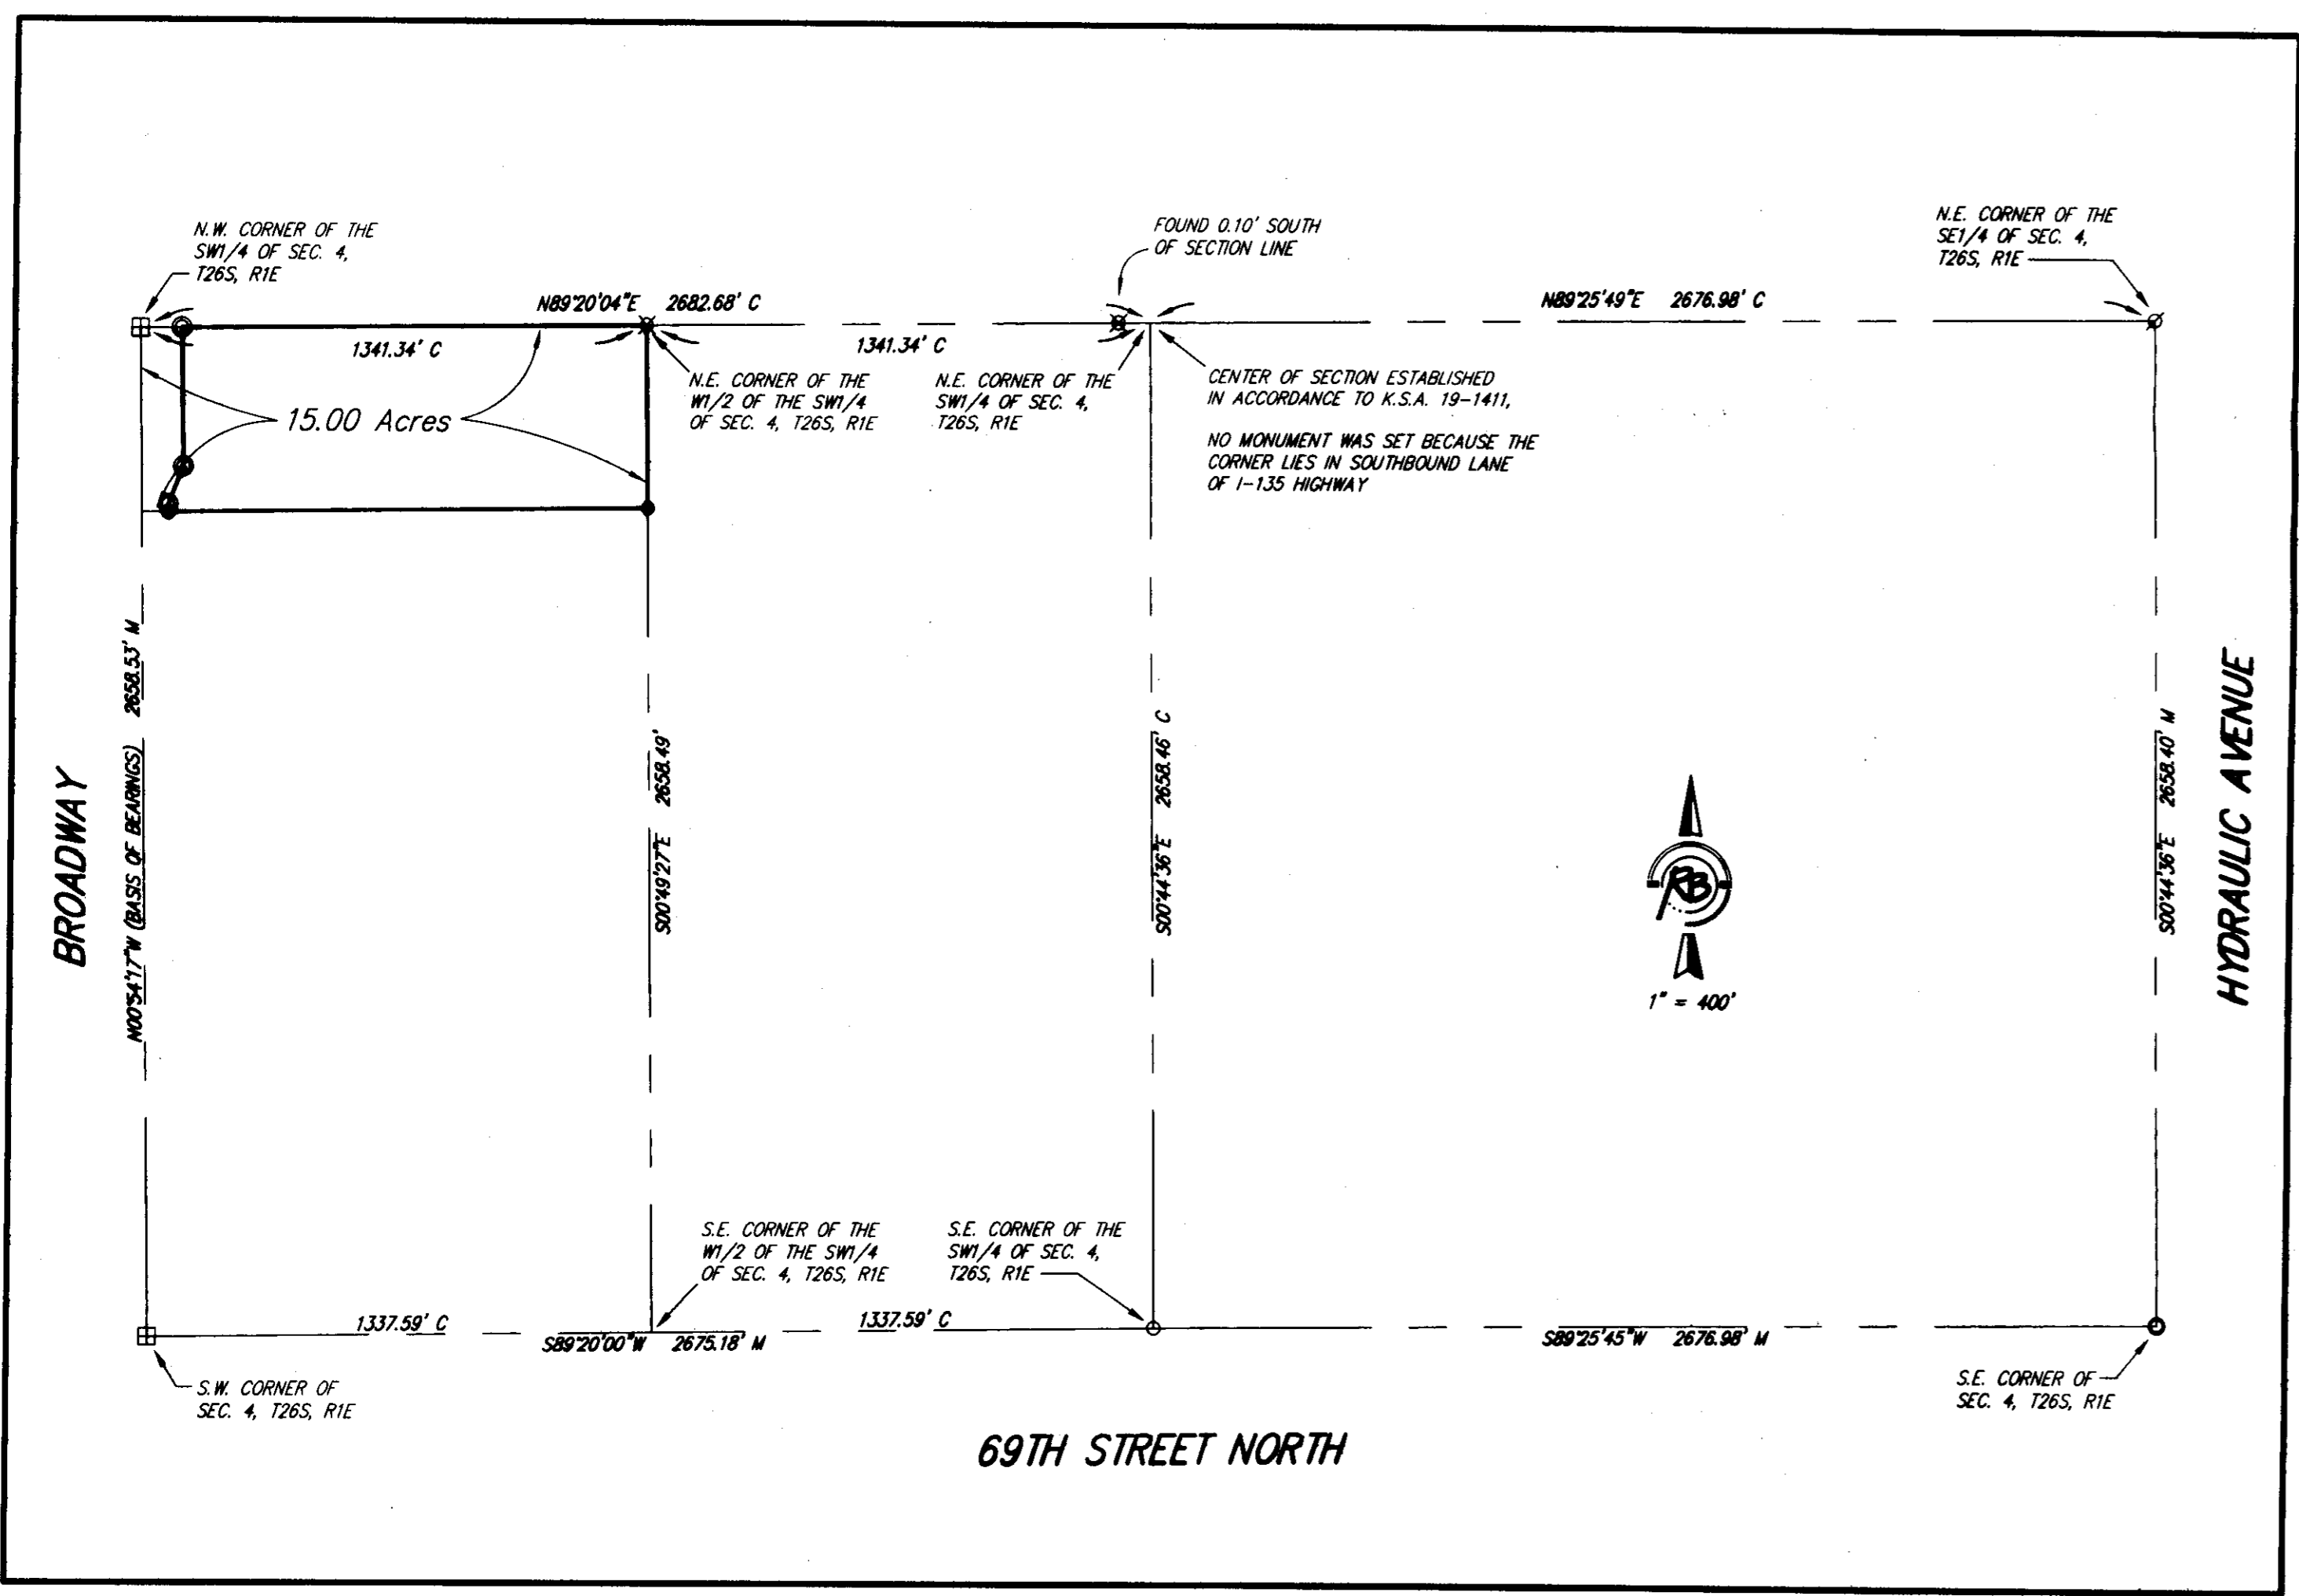 N.W. CORNER OF THE
SW1/4 OF SEC. 4,
T26S, R1E
FOUND 0.10' SOUTH
OF SECTION LINE
N.E. CORNER OF THE
SE1/4 OF SEC. 4,
T26S, R1E
N89°20'04"E 2682.68' C
N89°25'49"E 2676.98' C
1341.34' C
1341.34' C
15.00 Acres
N.E. CORNER OF THE
W1/2 OF THE SW1/4
OF SEC. 4, T26S, R1E
N.E. CORNER OF THE
SW1/4 OF SEC. 4,
T26S, R1E
CENTER OF SECTION ESTABLISHED
IN ACCORDANCE TO K.S.A. 19-1411,
NO MONUMENT WAS SET BECAUSE THE
CORNER LIES IN SOUTHBOUND LANE
OF I-135 HIGHWAY
BROADWAY
N00°54'17"W (BASIS OF BEARINGS) 2658.53' M
S00°49'27"E 2658.49'
S00°44'36"E 2658.46' C
RB
1" = 400'
S00°44'36"E 2658.40' M
HYDRAULIC AVENUE
S.E. CORNER OF THE
W1/2 OF THE SW1/4
OF SEC. 4, T26S, R1E
S.E. CORNER OF THE
SW1/4 OF SEC. 4,
T26S, R1E
1337.59' C
1337.59' C
S89°20'00"W 2675.18' M
S89°25'45"W 2676.98' M
S.W. CORNER OF
SEC. 4, T26S, R1E
S.E. CORNER OF
SEC. 4, T26S, R1E
69TH STREET NORTH